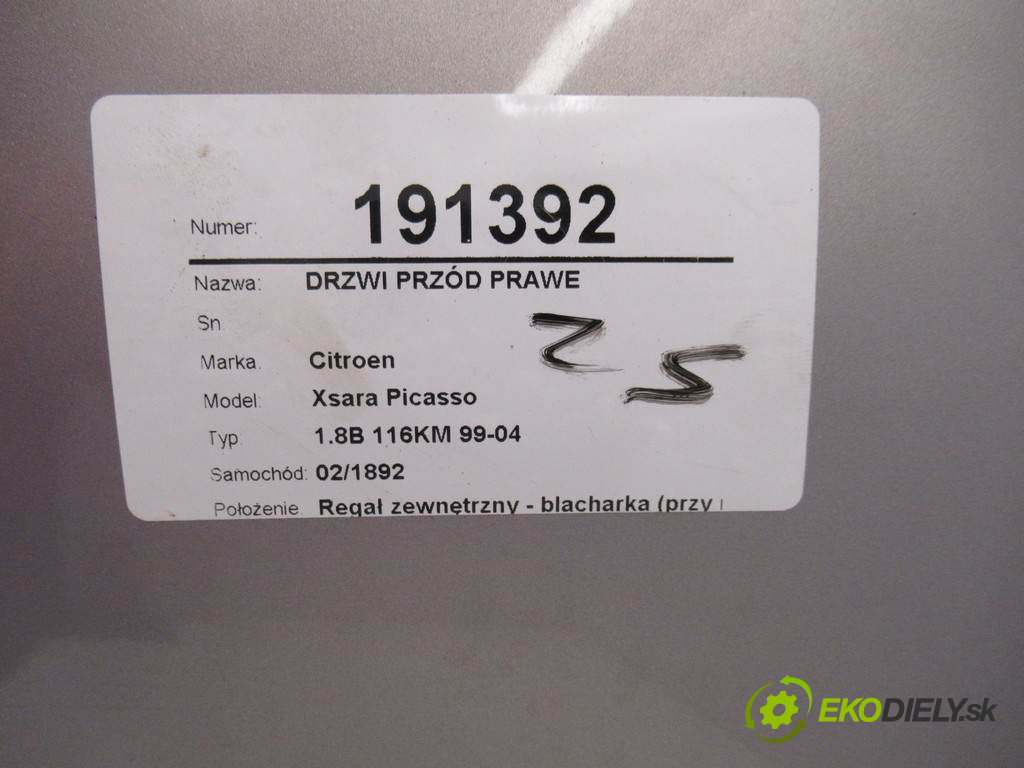 Numer: 191392
Nazwa: DRZWI PRZÓD PRAWE
Sn
Marka. Citroen
Model: Xsara Picasso
Typ 1.8B 116KM 99-04
Samochód: 02/1892
Położenie. Regał zewnętrzny - blacharka (przy
EKODIELY.sk